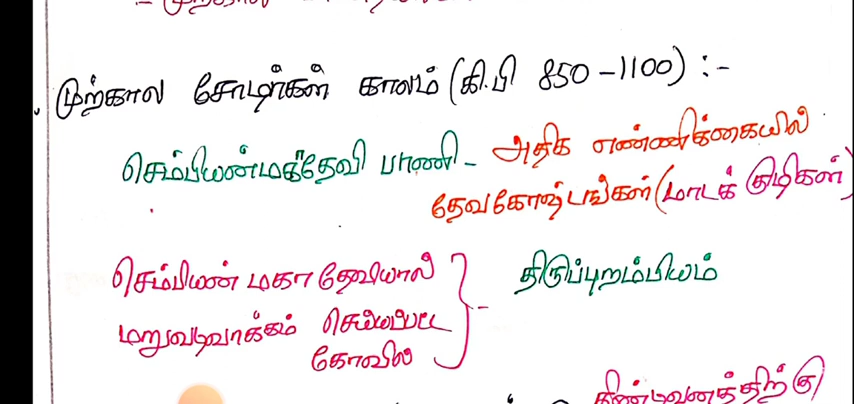 முற்கால சோழர்கள் காலம் (கி.பி 850 – 1100) :-
செம்பியன்மகாதேவி பாணி – அதிக எண்ணிக்கையில்
தேவகோஷ்டங்கள் (மாடக் குழிகள்)
செம்பியன் மகாதேவியால்
மறுவடிவாக்கம் செய்யப்பட்ட } – திருப்புறம்பியம்
கோவில்
திண்டிவனத்திற்கு